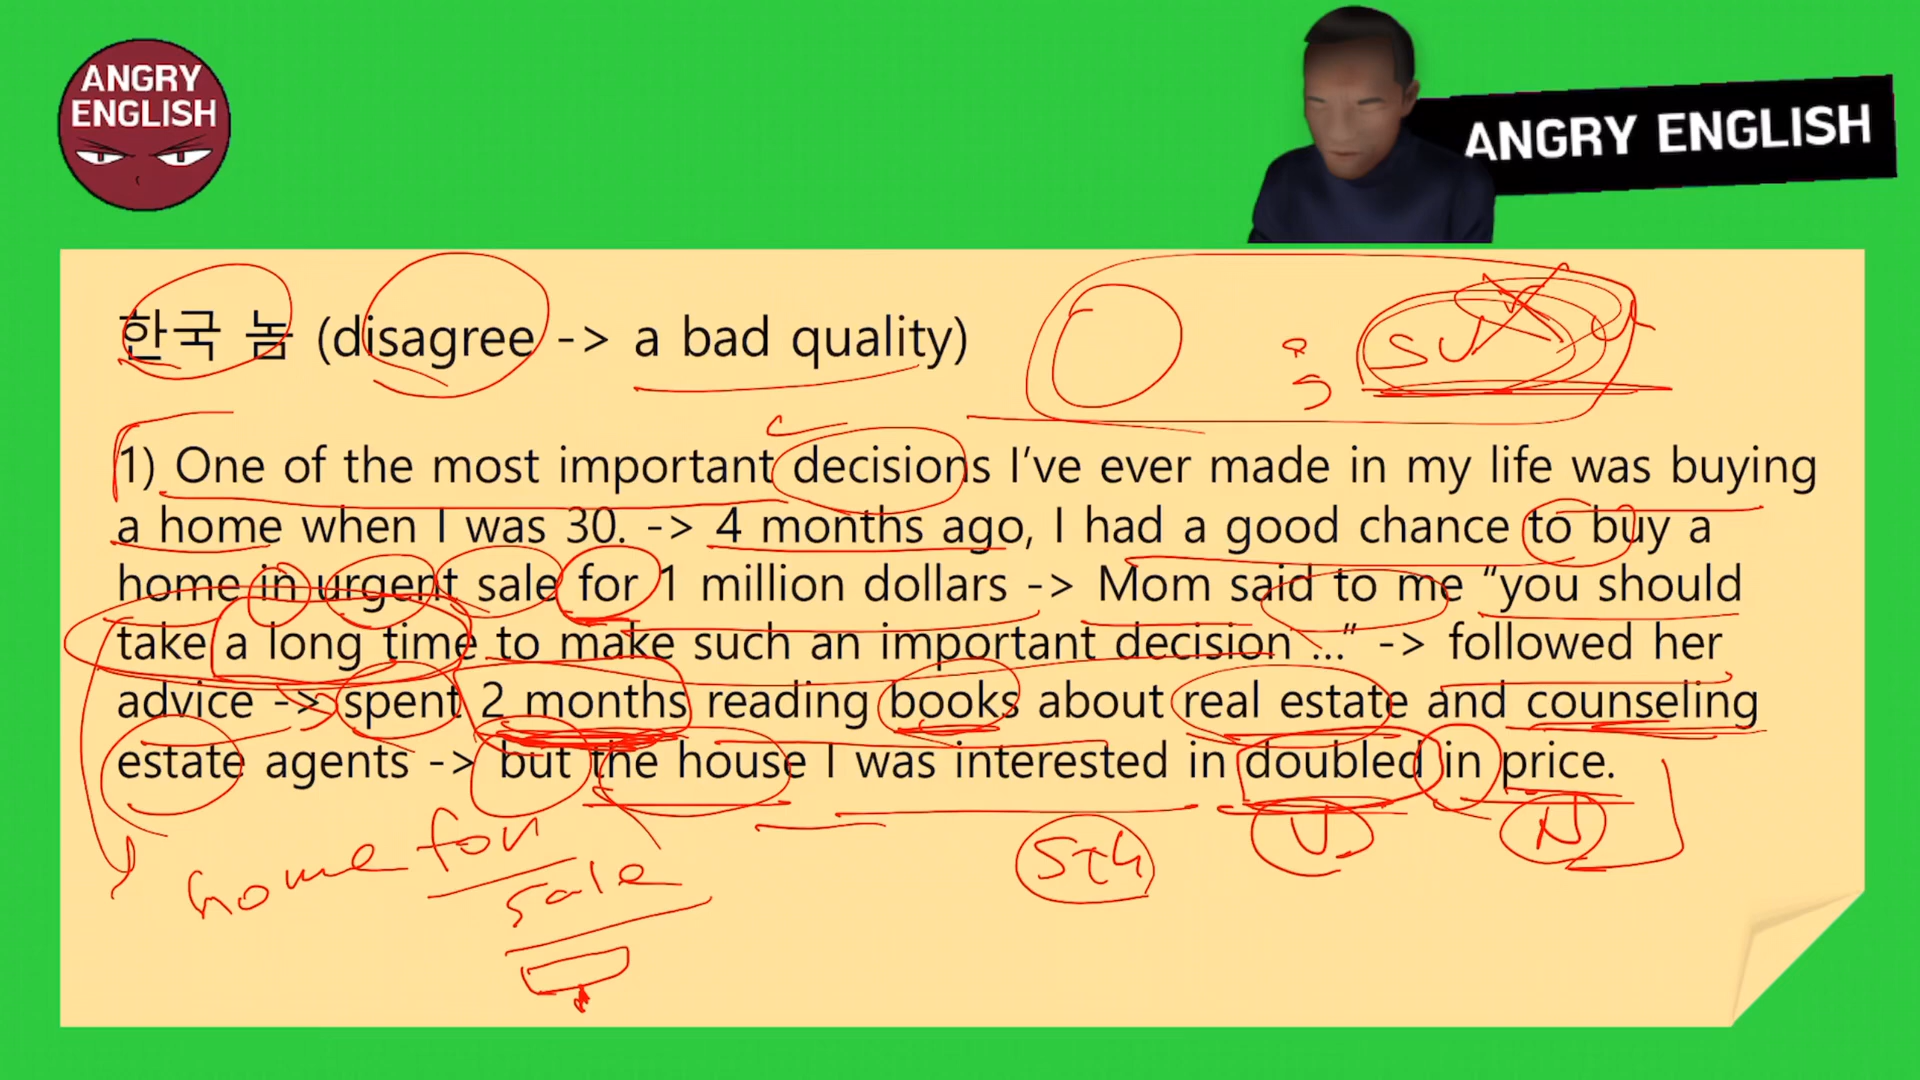 ANGRY
ENGLISH
ANGRY ENGLISH
한국 놈 (disagree -> a bad quality)
1) One of the most important decisions I've ever made in my life was buying
a home when I was 30. -> 4 months ago, I had a good chance to buy a
home in urgent sale for 1 million dollars -> Mom said to me “you should
take a long time to make such an important decision …” -> followed her
advice -> spent 2 months reading books about real estate and counseling
estate agents -> but the house I was interested in doubled in price.
home for
sale
sth
V
N